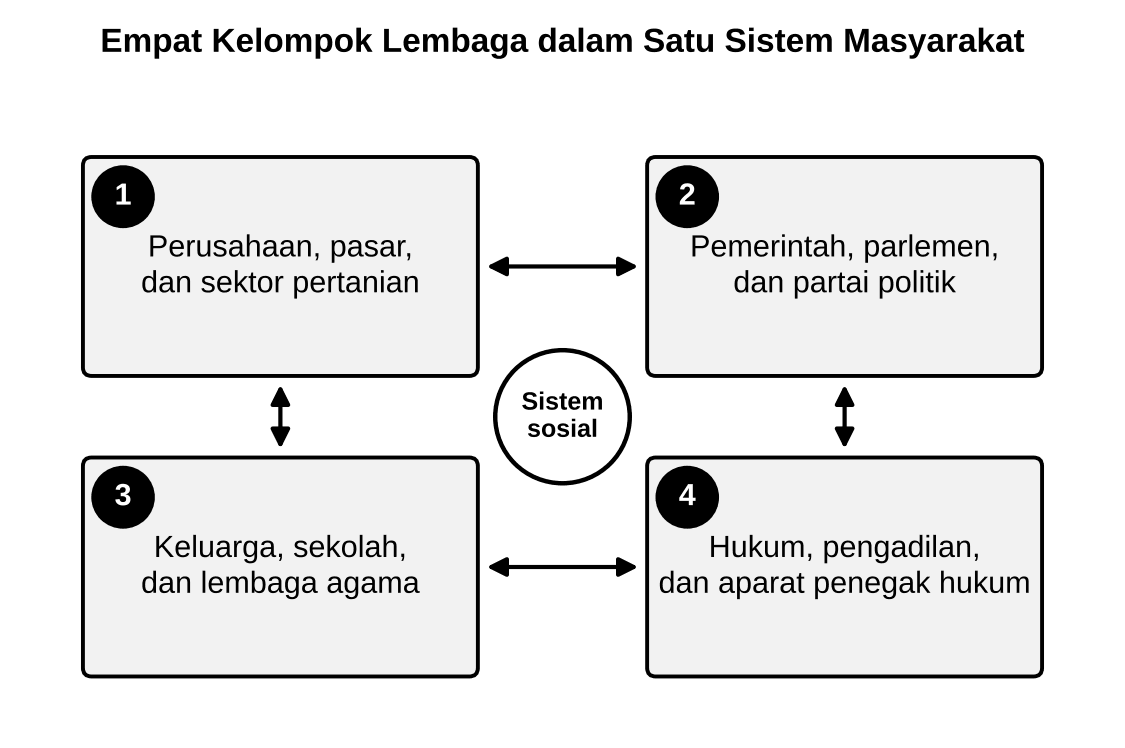 Empat Kelompok Lembaga dalam Satu Sistem Masyarakat
1
Perusahaan, pasar,
dan sektor pertanian
2
Pemerintah, parlemen,
dan partai politik
Sistem
sosial
3
Keluarga, sekolah,
dan lembaga agama
4
Hukum, pengadilan,
dan aparat penegak hukum